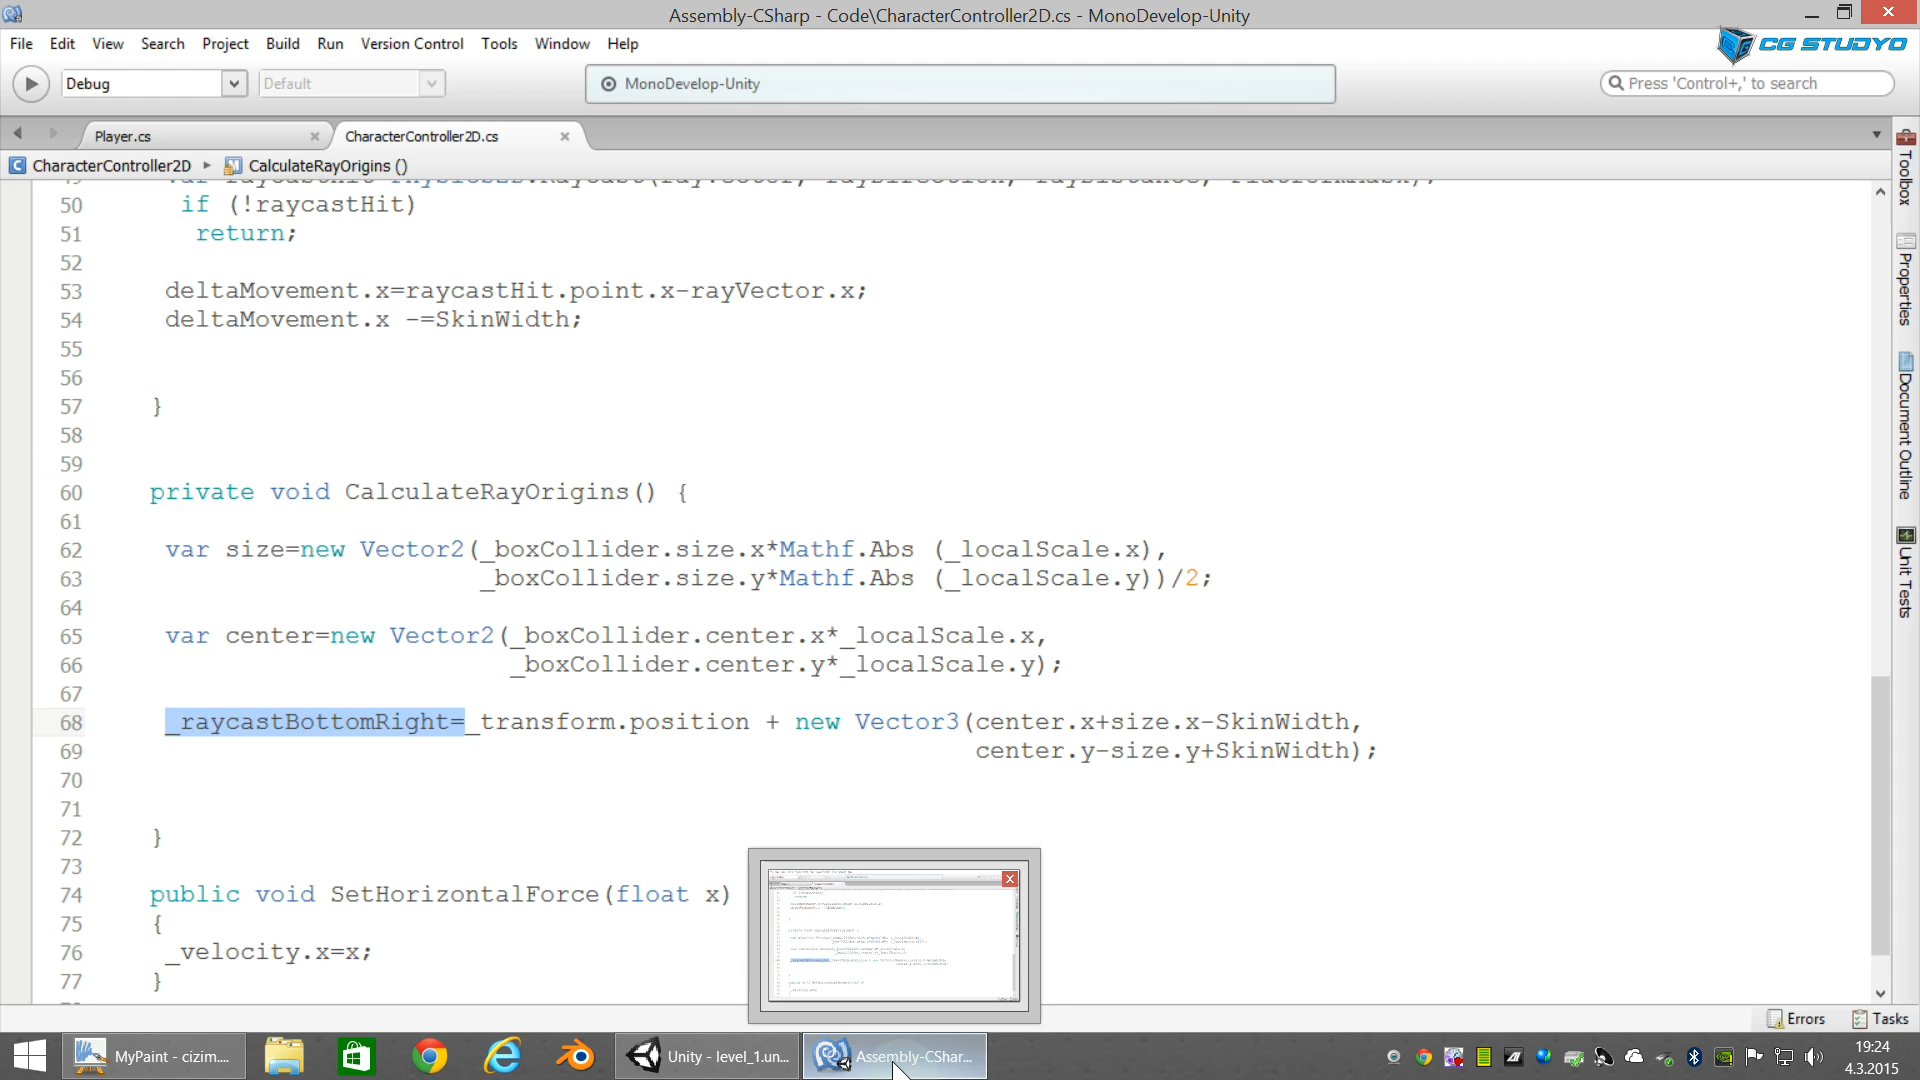 Assembly-CSharp - Code\CharacterController2D.cs - MonoDevelop-Unity
File Edit View Search Project Build Run Version Control Tools Window Help
CG STUDYO
Debug
Default
MonoDevelop-Unity
Press 'Control+,' to search
Player.cs
CharacterController2D.cs
CharacterController2D
CalculateRayOrigins ()
50 if (!raycastHit)
51 return;
52
53 deltaMovement.x=raycastHit.point.x-rayVector.x;
54 deltaMovement.x -=SkinWidth;
55
56
57 }
58
59
60 private void CalculateRayOrigins() {
61
62 var size=new Vector2(_boxCollider.size.x*Mathf.Abs (_localScale.x),
63 _boxCollider.size.y*Mathf.Abs (_localScale.y))/2;
64
65 var center=new Vector2(_boxCollider.center.x*_localScale.x,
66 _boxCollider.center.y*_localScale.y);
67
68 _raycastBottomRight=_transform.position + new Vector3(center.x+size.x-SkinWidth,
69 center.y-size.y+SkinWidth);
70
71
72 }
73
74 public void SetHorizontalForce(float x)
75 {
76 _velocity.x=x;
77 }
Toolbox
Properties
Document Outline
Unit Tests
Errors
Tasks
MyPaint - cizim....
Unity - level_1.un...
Assembly-CShar...
19:24
4.3.2015